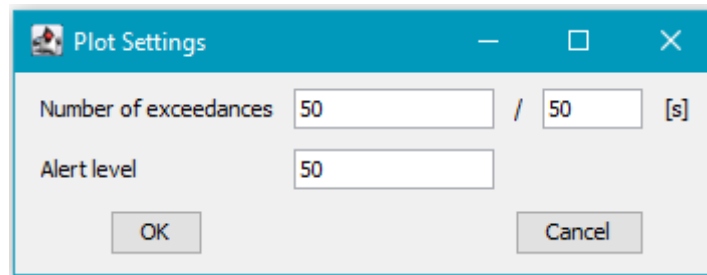 Plot Settings
Number of exceedances 50 / 50 [s]
Alert level 50
OK Cancel